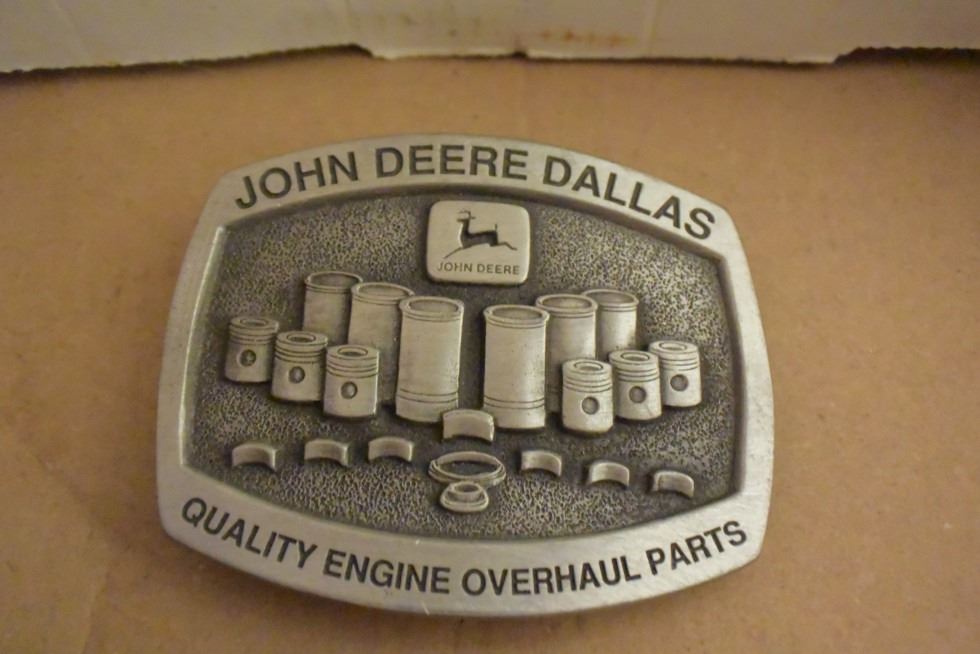 JOHN DEERE DALLAS
JOHN DEERE
QUALITY ENGINE OVERHAUL PARTS